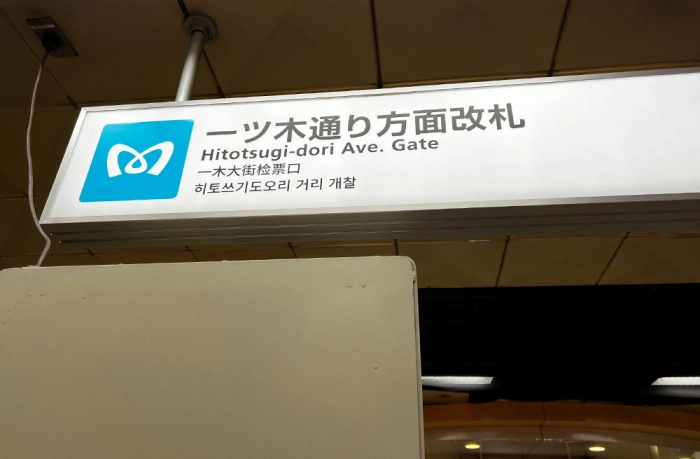 一ツ木通り方面改札
Hitotsugi-dori Ave. Gate
一木大街检票口
히토쓰기도오리 거리 개찰